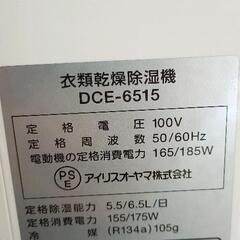 衣類乾燥除湿機
DCE-6515
定格電圧 100V
定格周波数 50/60Hz
電動機の定格消費電力 165/185W
PS
E
アイリスオーヤマ株式会社
定格除湿能力 5.5/6.5L/日
定格消費電力 155/175W
冷媒 (R134a) 105g